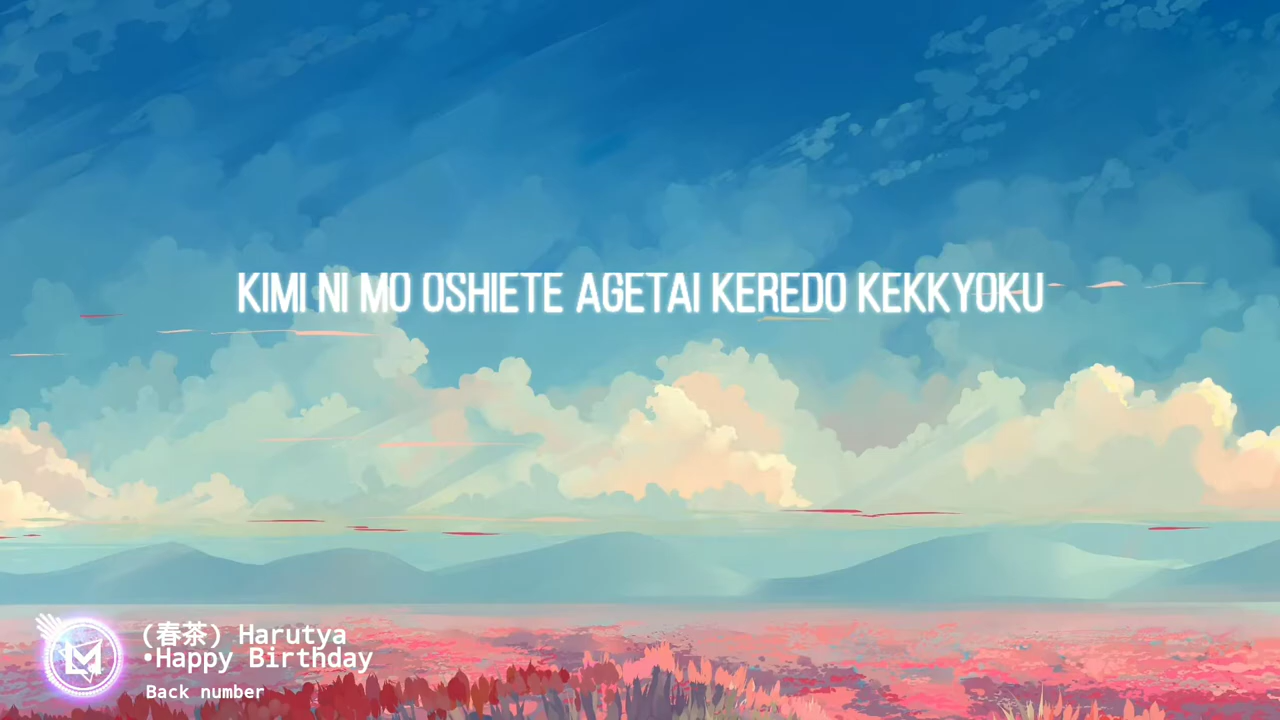 KIMI NI MO OSHIETE AGETAI KEREDO KEKKYOKU
(春茶) Harutya
•Happy Birthday
Back number